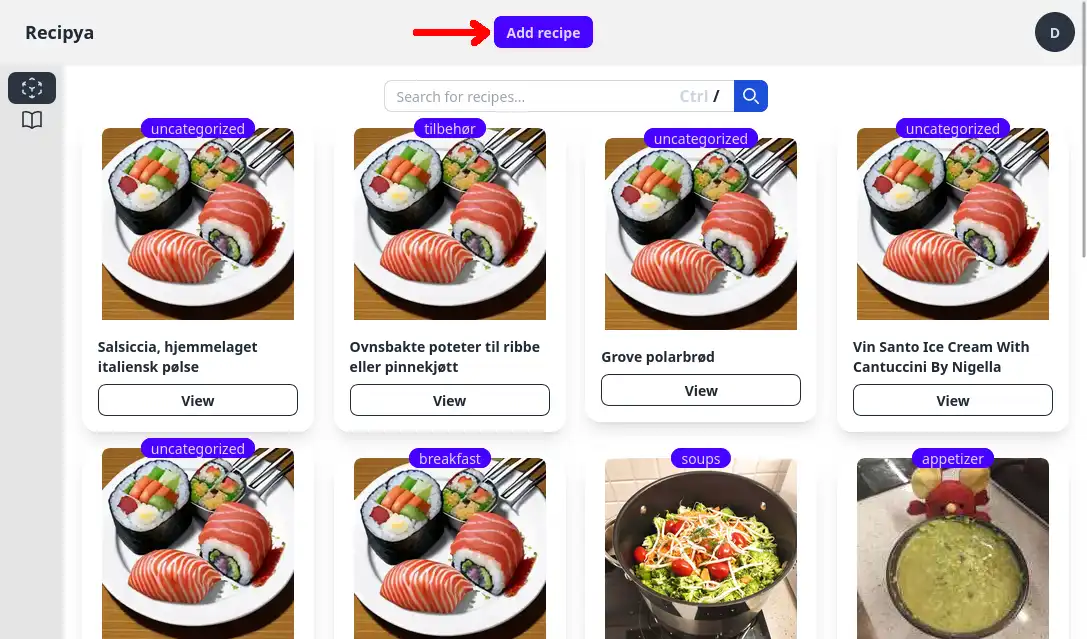 Recipya
Add recipe
D
Search for recipes...
Ctrl /
uncategorized
tilbehør
uncategorized
uncategorized
Salsiccia, hjemmelaget
italiensk pølse
View
Ovnsbakte poteter til ribbe
eller pinnekjøtt
View
Grove polarbrød
View
Vin Santo Ice Cream With
Cantuccini By Nigella
View
uncategorized
breakfast
soups
appetizer